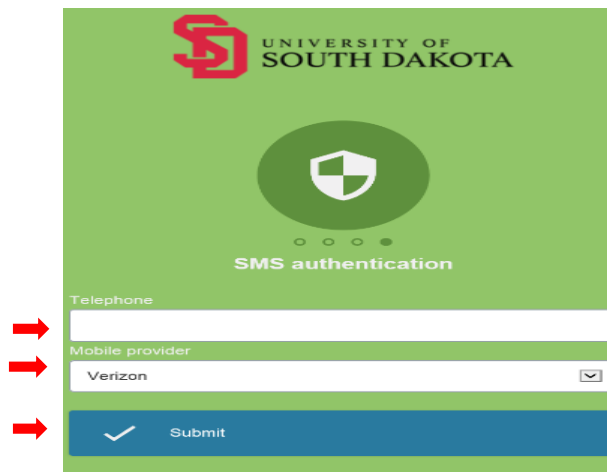 UNIVERSITY OF
SOUTH DAKOTA
SMS authentication
Telephone
Mobile provider
Verizon
Submit